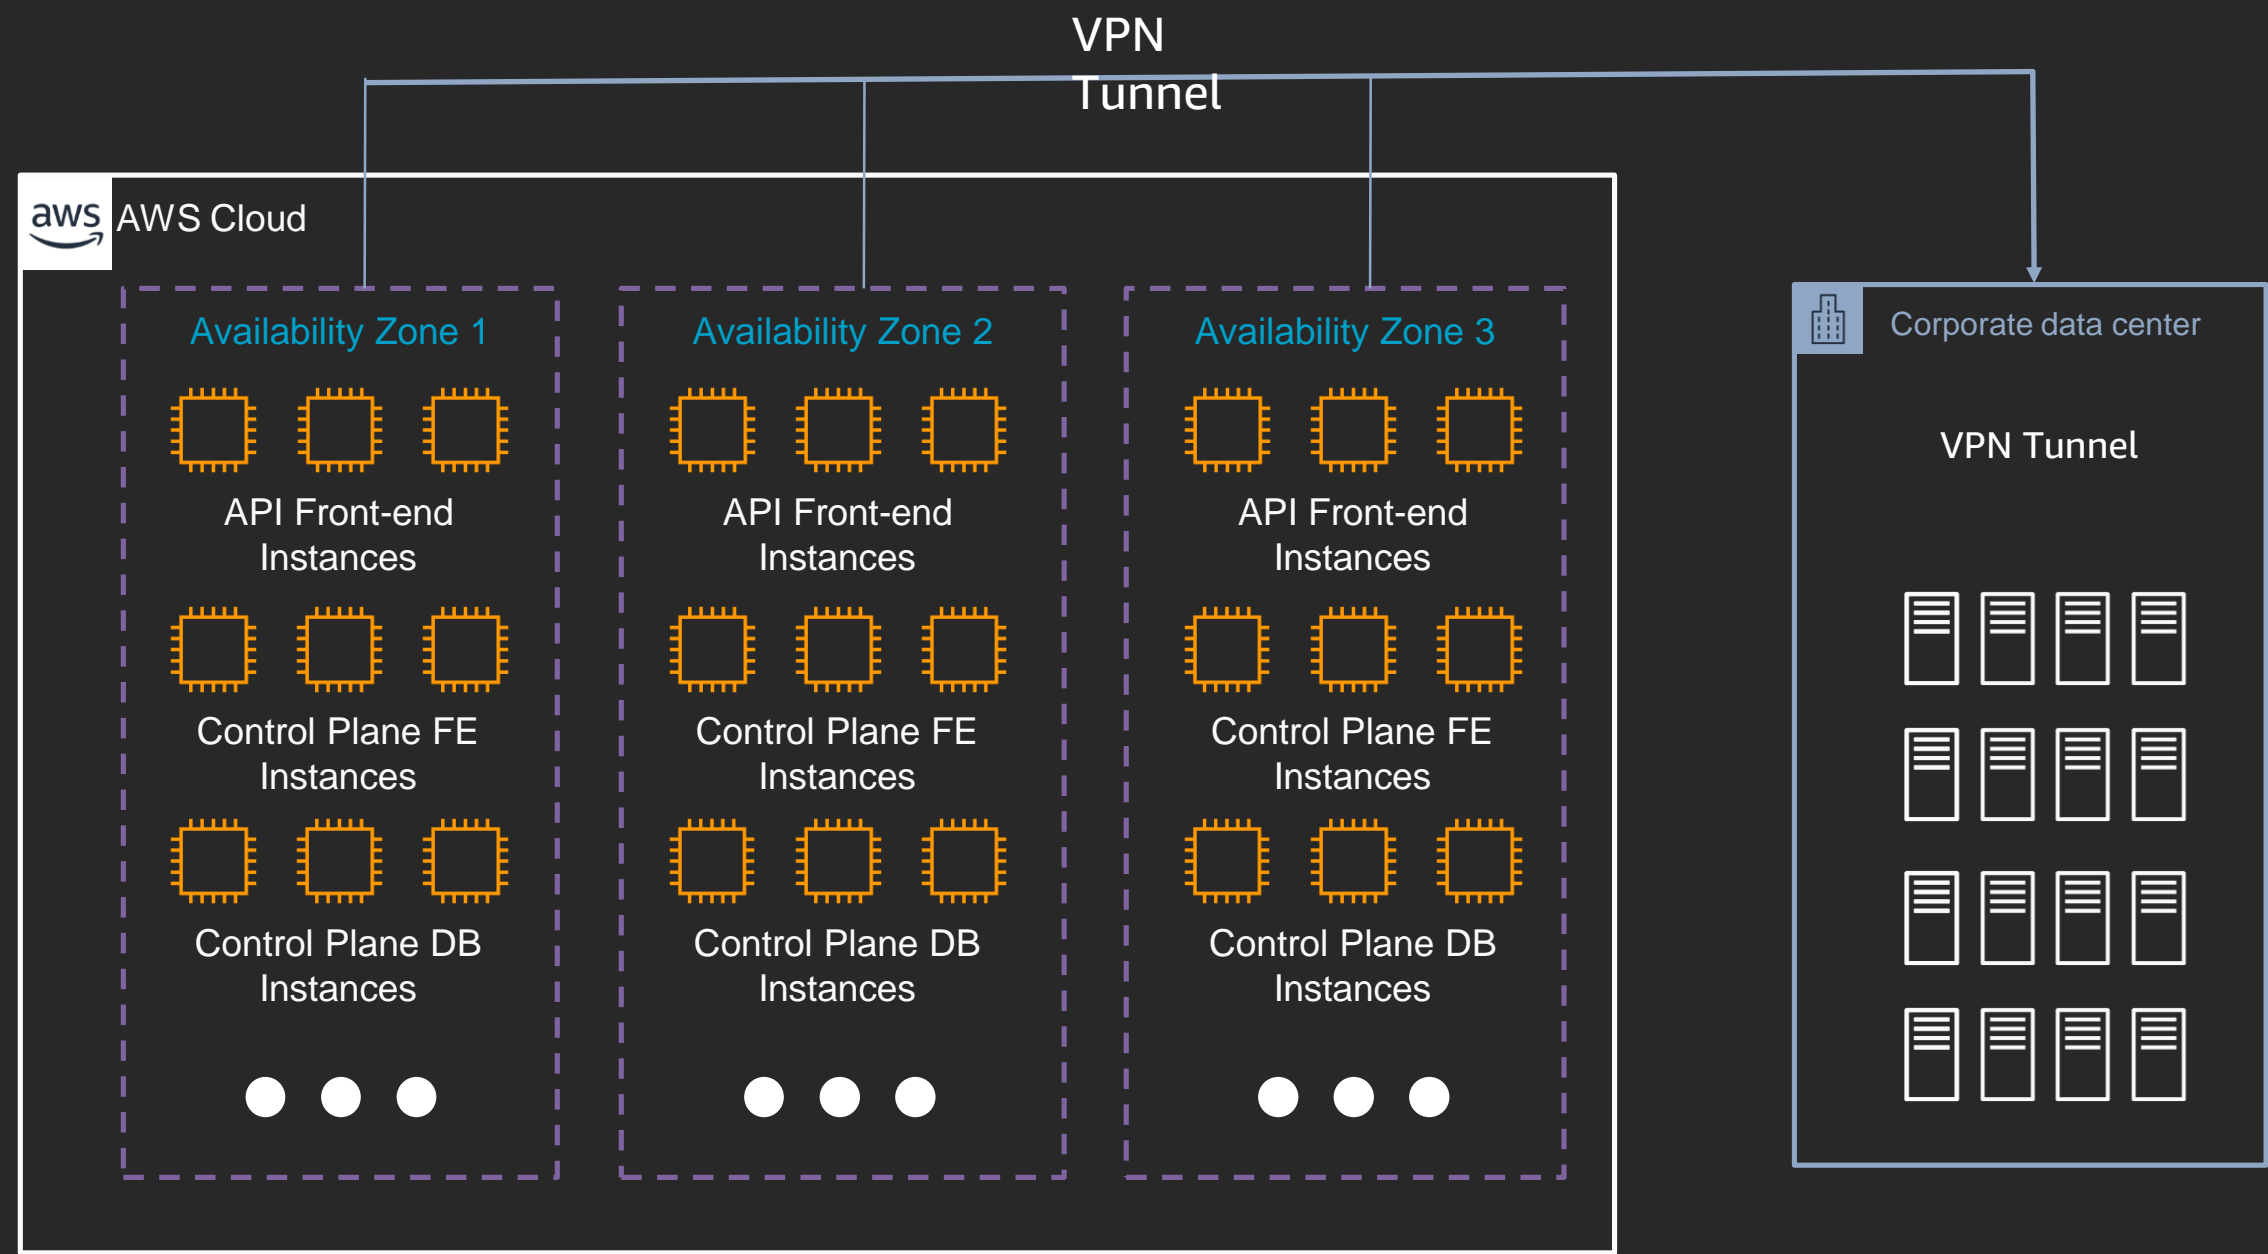 VPN
Tunnel
aws
AWS Cloud
Availability Zone 1
API Front-end
Instances
Control Plane FE
Instances
Control Plane DB
Instances
Availability Zone 2
API Front-end
Instances
Control Plane FE
Instances
Control Plane DB
Instances
Availability Zone 3
API Front-end
Instances
Control Plane FE
Instances
Control Plane DB
Instances
Corporate data center
VPN Tunnel